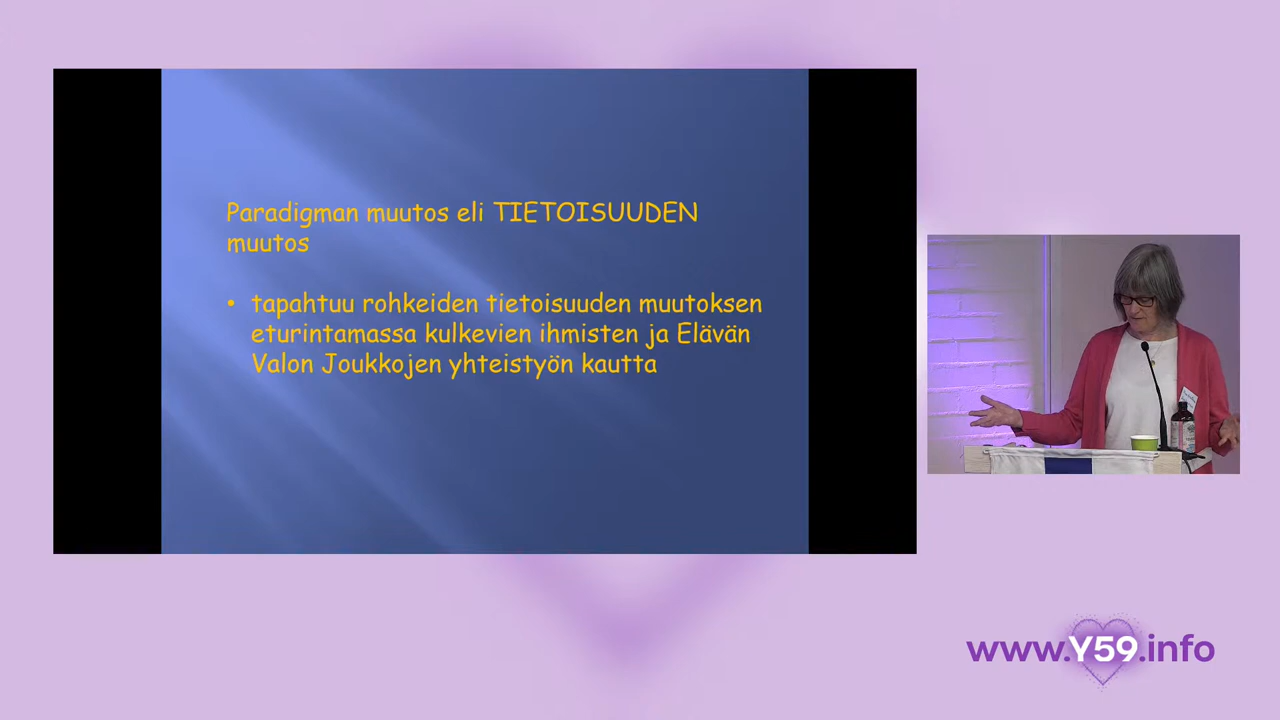 Paradigman muutos eli TIETOISUUDEN
muutos
• tapahtuu rohkeiden tietoisuuden muutoksen
eturintamassa kulkevien ihmisten ja Elävän
Valon Joukkojen yhteistyön kautta
www.Y59.info